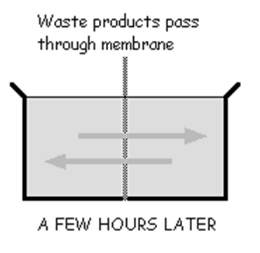 Waste products pass
through membrane
A FEW HOURS LATER